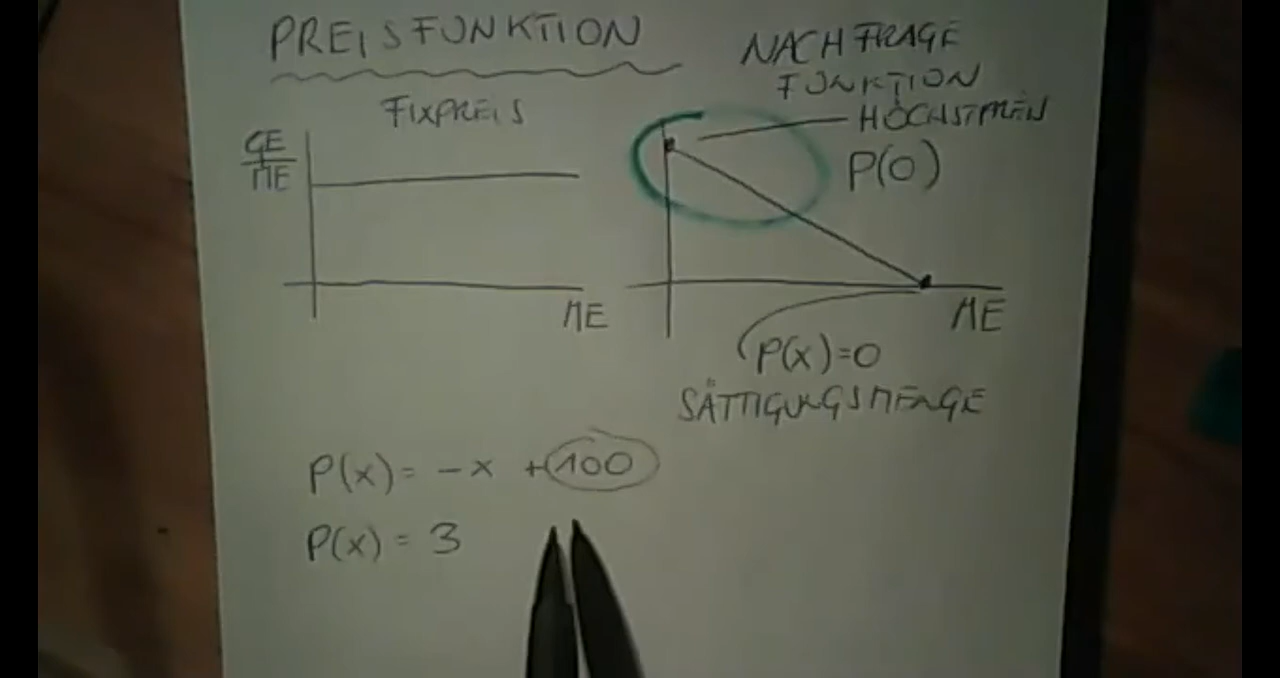 PREISFUNKTION
FIXPREIS
GE
ME
ME
NACHFRAGE
FUNKTION
HÖCHSTPREIS
P(0)
ME
P(x)=0
SÄTTIGUNGSMENGE
P(x)= -x +100
P(x) = 3